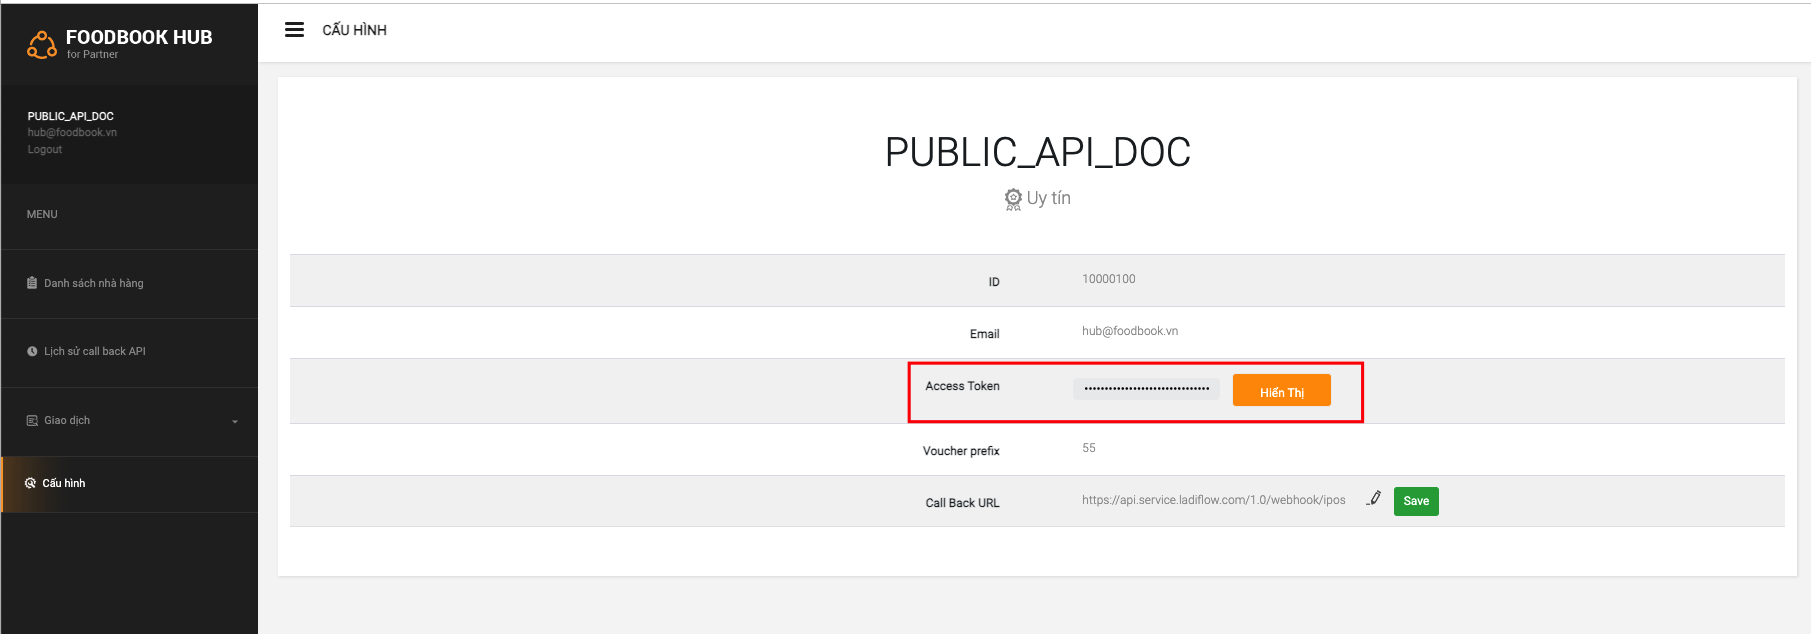 FOODBOOK HUB
for Partner
PUBLIC_API_DOC
hub@foodbook.vn
Logout
MENU
Danh sách nhà hàng
Lịch sử call back API
Giao dịch
Cấu hình
CẤU HÌNH
PUBLIC_API_DOC
Uy tín
ID 10000100
Email hub@foodbook.vn
Access Token Hiển Thị
Voucher prefix 55
Call Back URL https://api.service.ladiflow.com/1.0/webhook/ipos Save